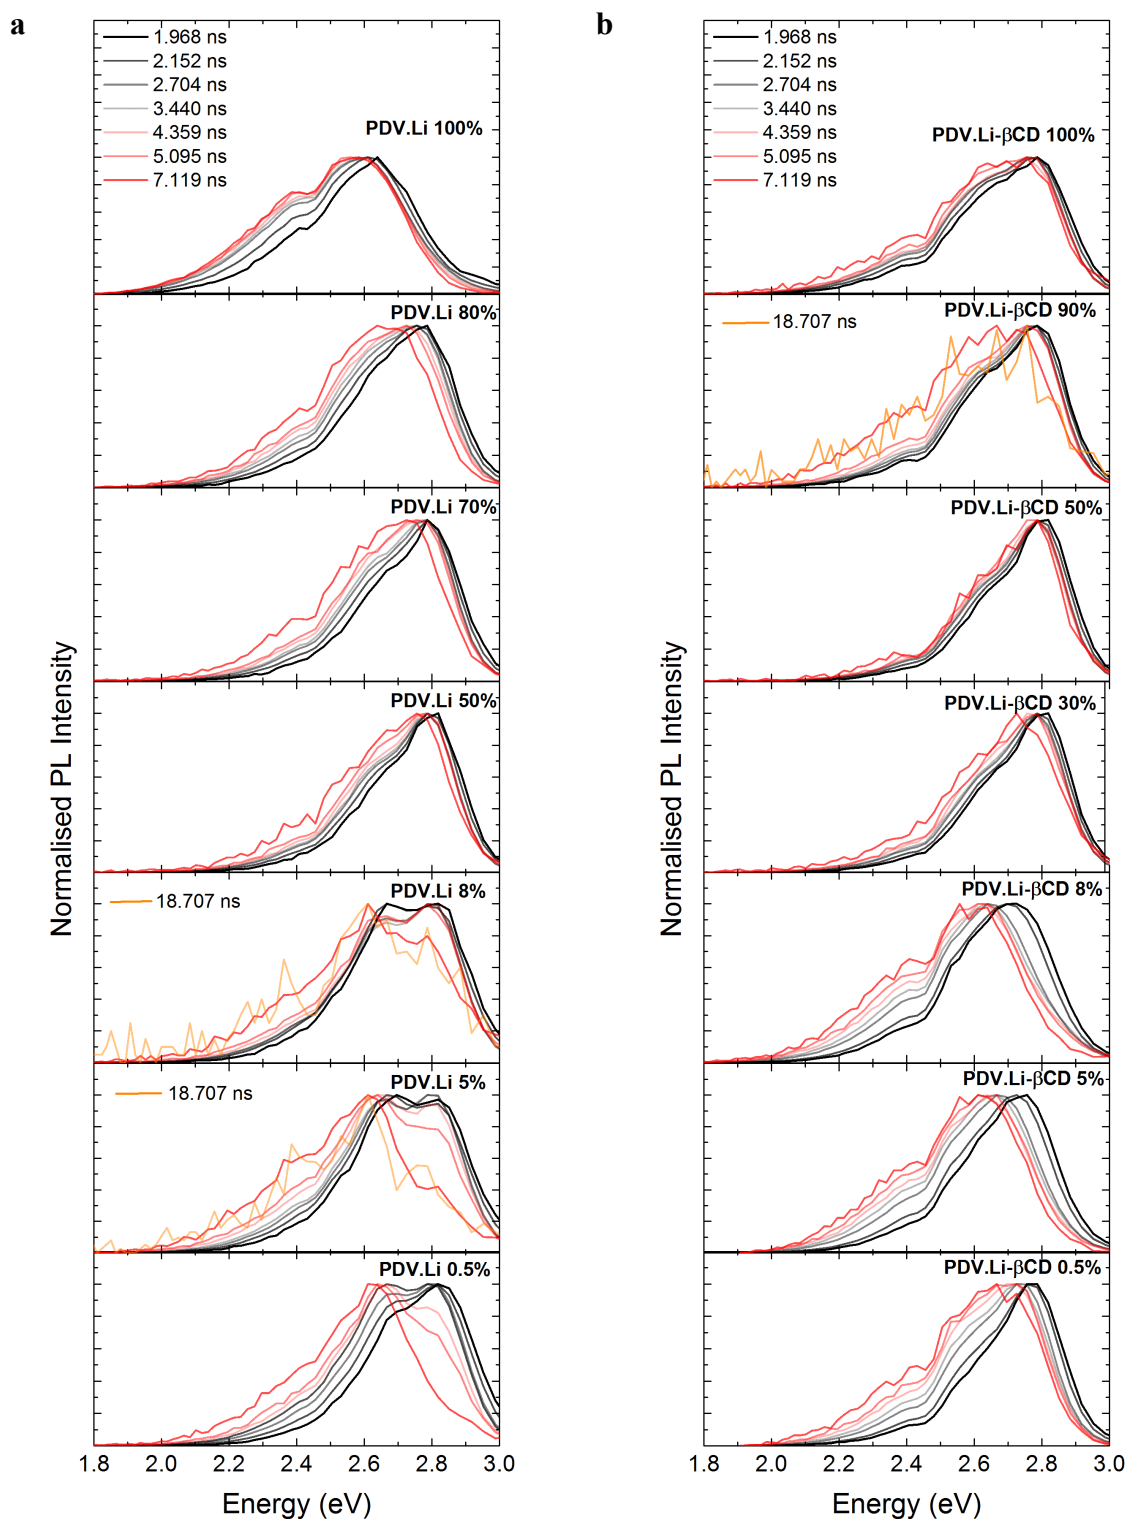 a
1.968 ns
2.152 ns
2.704 ns
3.440 ns
4.359 ns
5.095 ns
7.119 ns
PDV.Li 100%
PDV.Li 80%
PDV.Li 70%
PDV.Li 50%
18.707 ns
PDV.Li 8%
18.707 ns
PDV.Li 5%
PDV.Li 0.5%
Normalised PL Intensity
1.8 2.0 2.2 2.4 2.6 2.8 3.0
Energy (eV)
b
1.968 ns
2.152 ns
2.704 ns
3.440 ns
4.359 ns
5.095 ns
7.119 ns
PDV.Li-βCD 100%
18.707 ns
PDV.Li-βCD 90%
PDV.Li-βCD 50%
PDV.Li-βCD 30%
PDV.Li-βCD 8%
PDV.Li-βCD 5%
PDV.Li-βCD 0.5%
Normalised PL Intensity
1.8 2.0 2.2 2.4 2.6 2.8 3.0
Energy (eV)